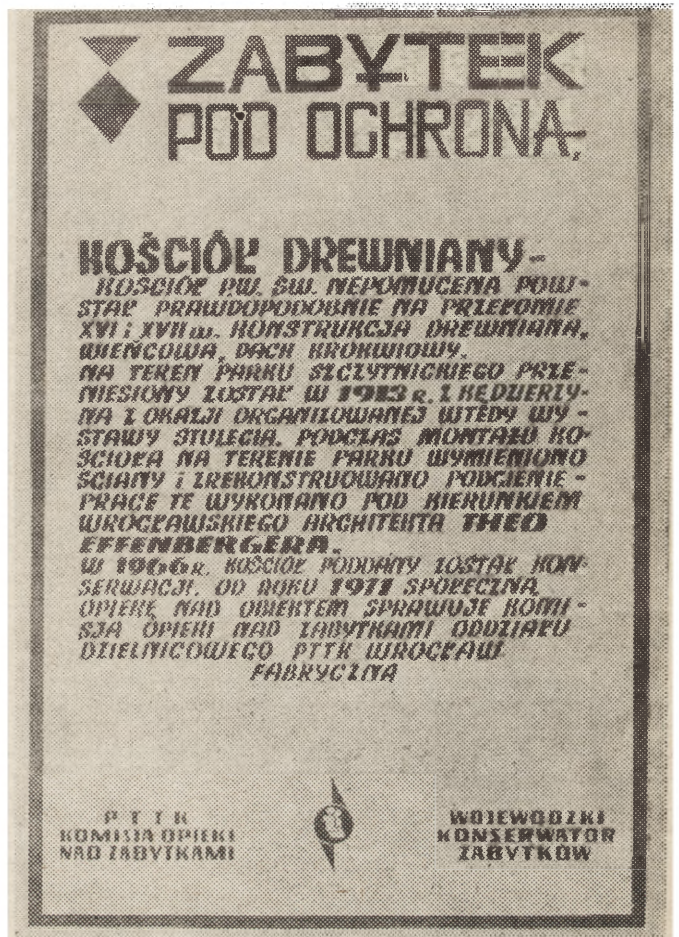 ZABYTEK
POD OCHRONĄ
KOŚCIÓŁ DREWNIANY-
KOŚCIÓŁ P.W. ŚW. NEPOMUCENA POW-
STAŁ PRAWDOPODOBNIE NA PRZEŁOMIE
XVI i XVII w. KONSTRUKCJA DREWNIANA,
WIEŃCOWA, DACH KROKWIOWY.
NA TEREN PARKU SZCZYTNICKIEGO PRZE-
NIESIONY ZOSTAŁ W 1913 R. Z KĘDZIERZY-
NA Z OKAZJI ORGANIZOWANEJ WTEDY WY-
STAWY STULECIA. PODCZAS MONTAŻU KO-
ŚCIOŁA NA TERENIE PARKU WYMIENIONO
ŚCIANY i ZREKONSTRUOWANO PODCIENIE-
PRACE TE WYKONANO POD KIERUNKIEM
WROCŁAWSKIEGO ARCHITEKTA THEO
EFFENBERGERA.
W 1966 R. KOŚCIÓŁ PODDANY ZOSTAŁ KON-
SERWACJI. OD ROKU 1977 SPOŁECZNĄ
OPIEKĘ NAD OBIEKTEM SPRAWUJE KOMI-
SJA OPIEKI NAD ZABYTKAMI ODDZIAŁU
DZIELNICOWEGO PTTK WROCŁAW
FABRYCZNA
PTTK
KOMISJA OPIEKI
NAD ZABYTKAMI
WOJEWODZKI
KONSERWATOR
ZABYTKÓW